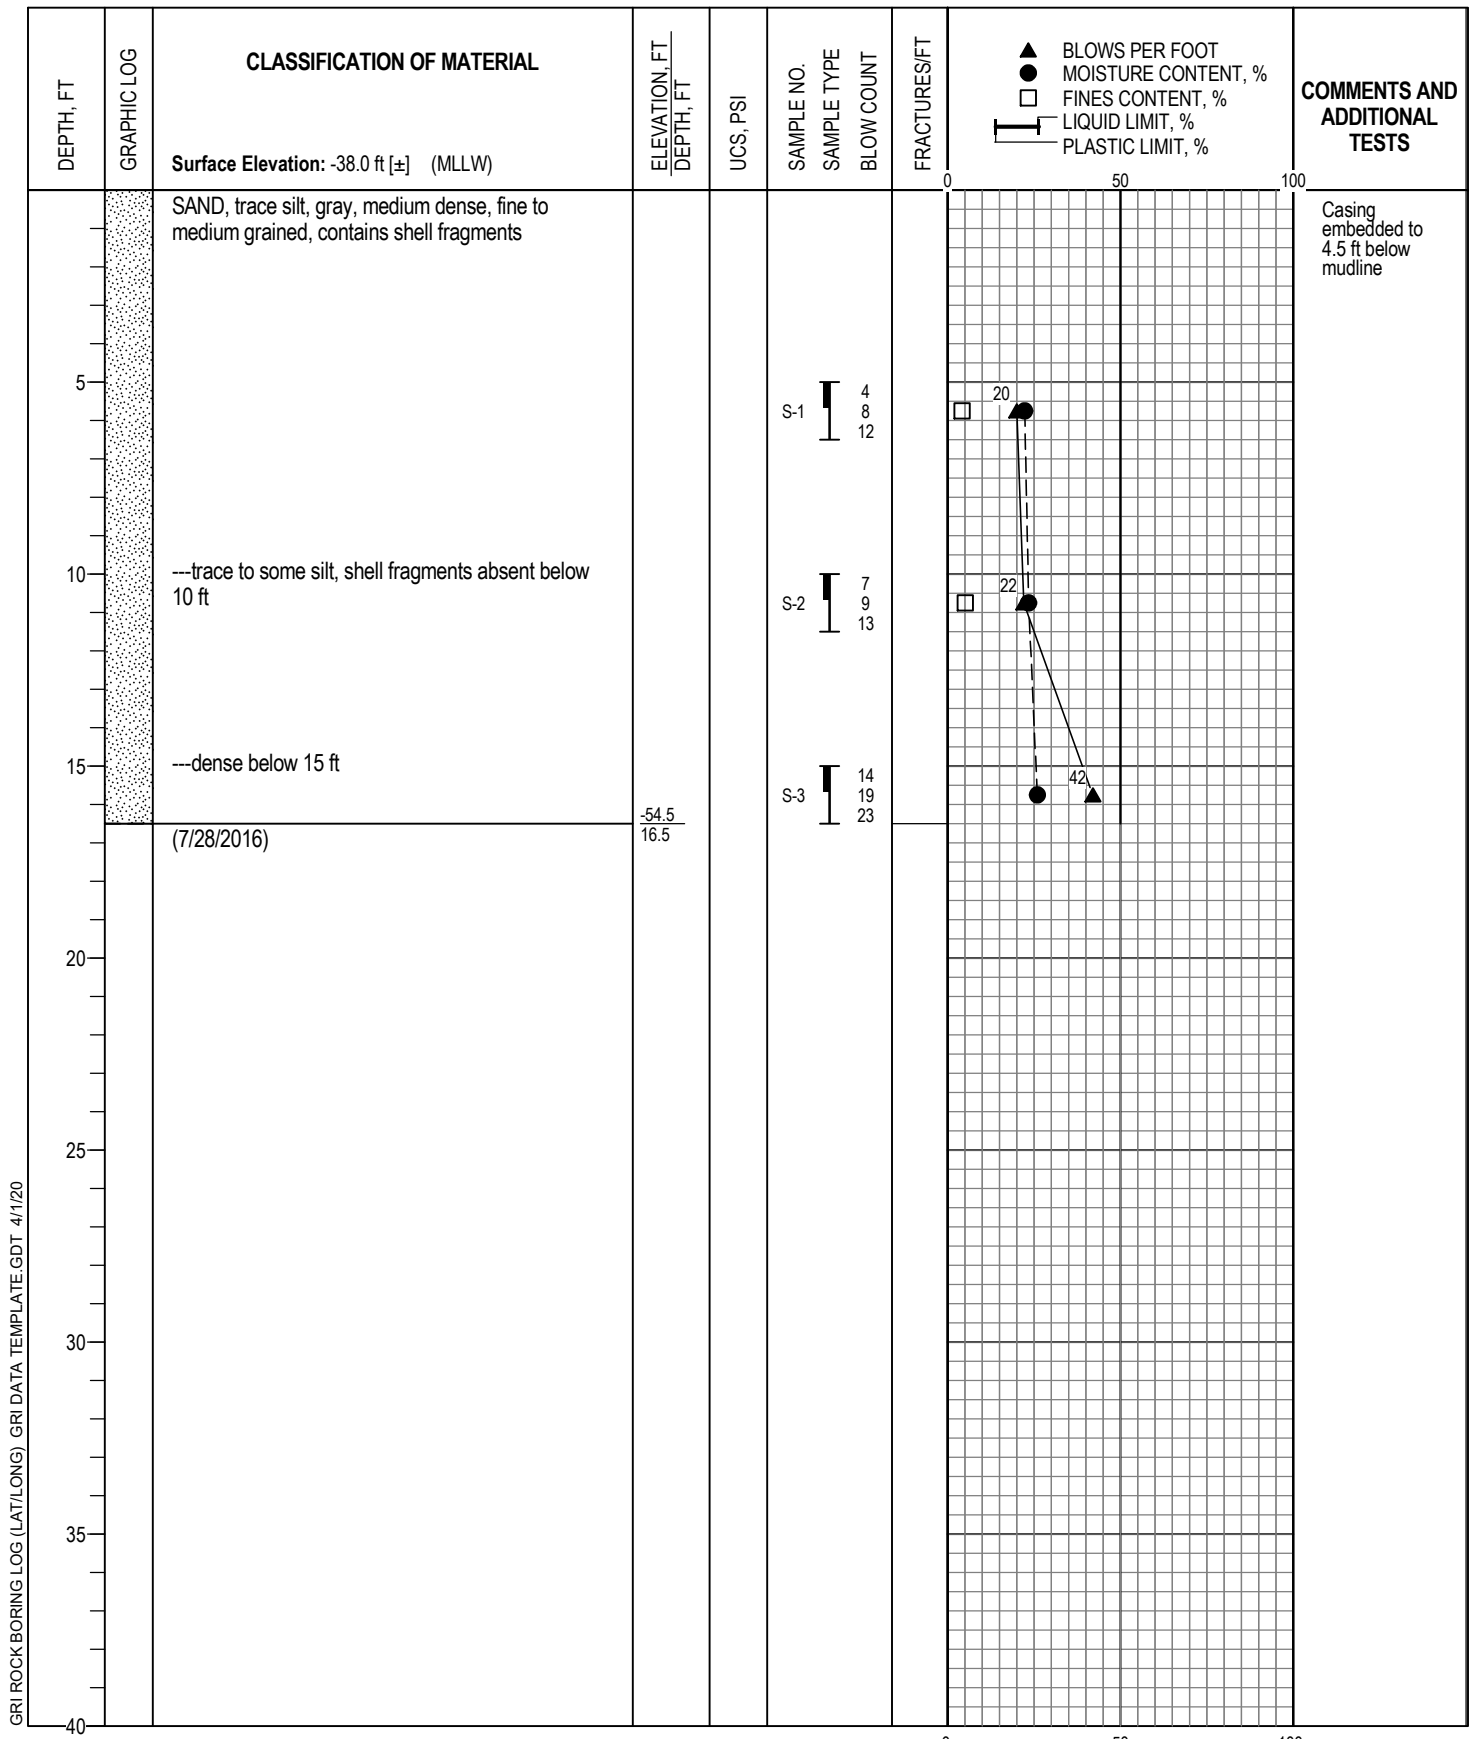 DEPTH, FT
GRAPHIC LOG
CLASSIFICATION OF MATERIAL
Surface Elevation: -38.0 ft [±] (MLLW)
ELEVATION, FT
DEPTH, FT
UCS, PSI
SAMPLE NO.
SAMPLE TYPE
BLOW COUNT
FRACTURES/FT
BLOWS PER FOOT
MOISTURE CONTENT, %
FINES CONTENT, %
LIQUID LIMIT, %
PLASTIC LIMIT, %
COMMENTS AND
ADDITIONAL
TESTS
0 50 100
SAND, trace silt, gray, medium dense, fine to
medium grained, contains shell fragments
Casing
embedded to
4.5 ft below
mudline
5
S-1
4
8
12
20
10
---trace to some silt, shell fragments absent below
10 ft
S-2
7
9
13
22
15
---dense below 15 ft
S-3
14
19
23
42
-54.5
16.5
(7/28/2016)
20
25
30
35
40
0 50 100
GRI ROCK BORING LOG (LAT/LONG) GRI DATA TEMPLATE.GDT 4/1/20